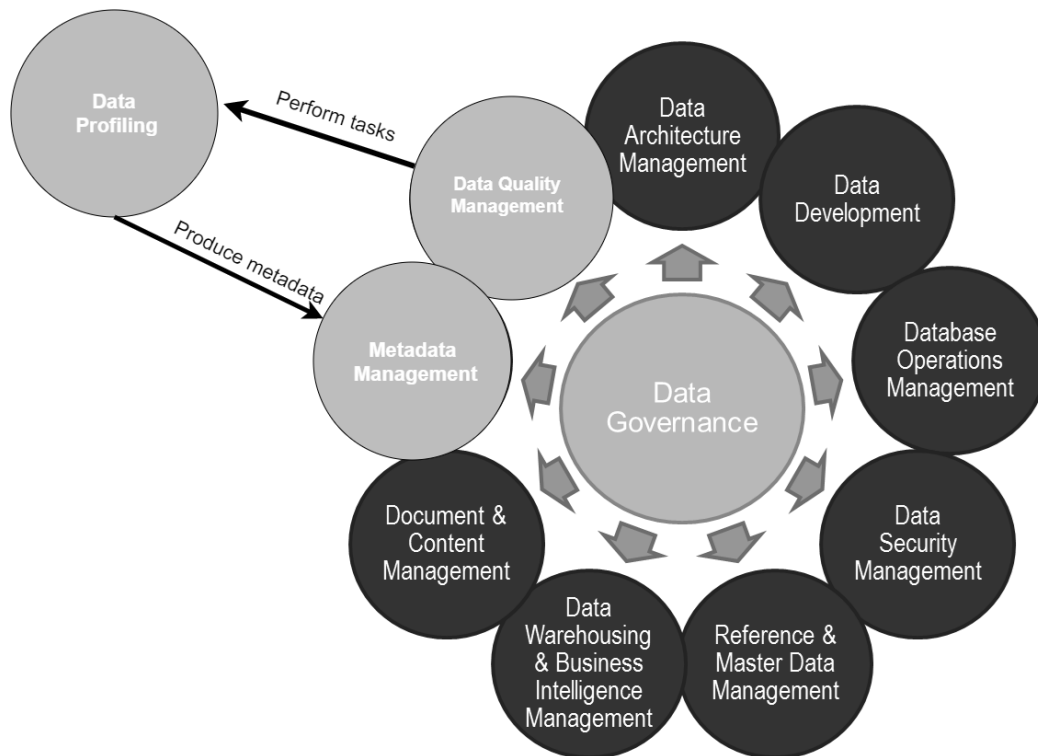 Data
Profiling
Perform tasks
Produce metadata
Data Quality
Management
Metadata
Management
Data
Architecture
Management
Data
Development
Database
Operations
Management
Data
Governance
Data
Security
Management
Document &
Content
Management
Data
Warehousing
& Business
Intelligence
Management
Reference &
Master Data
Management